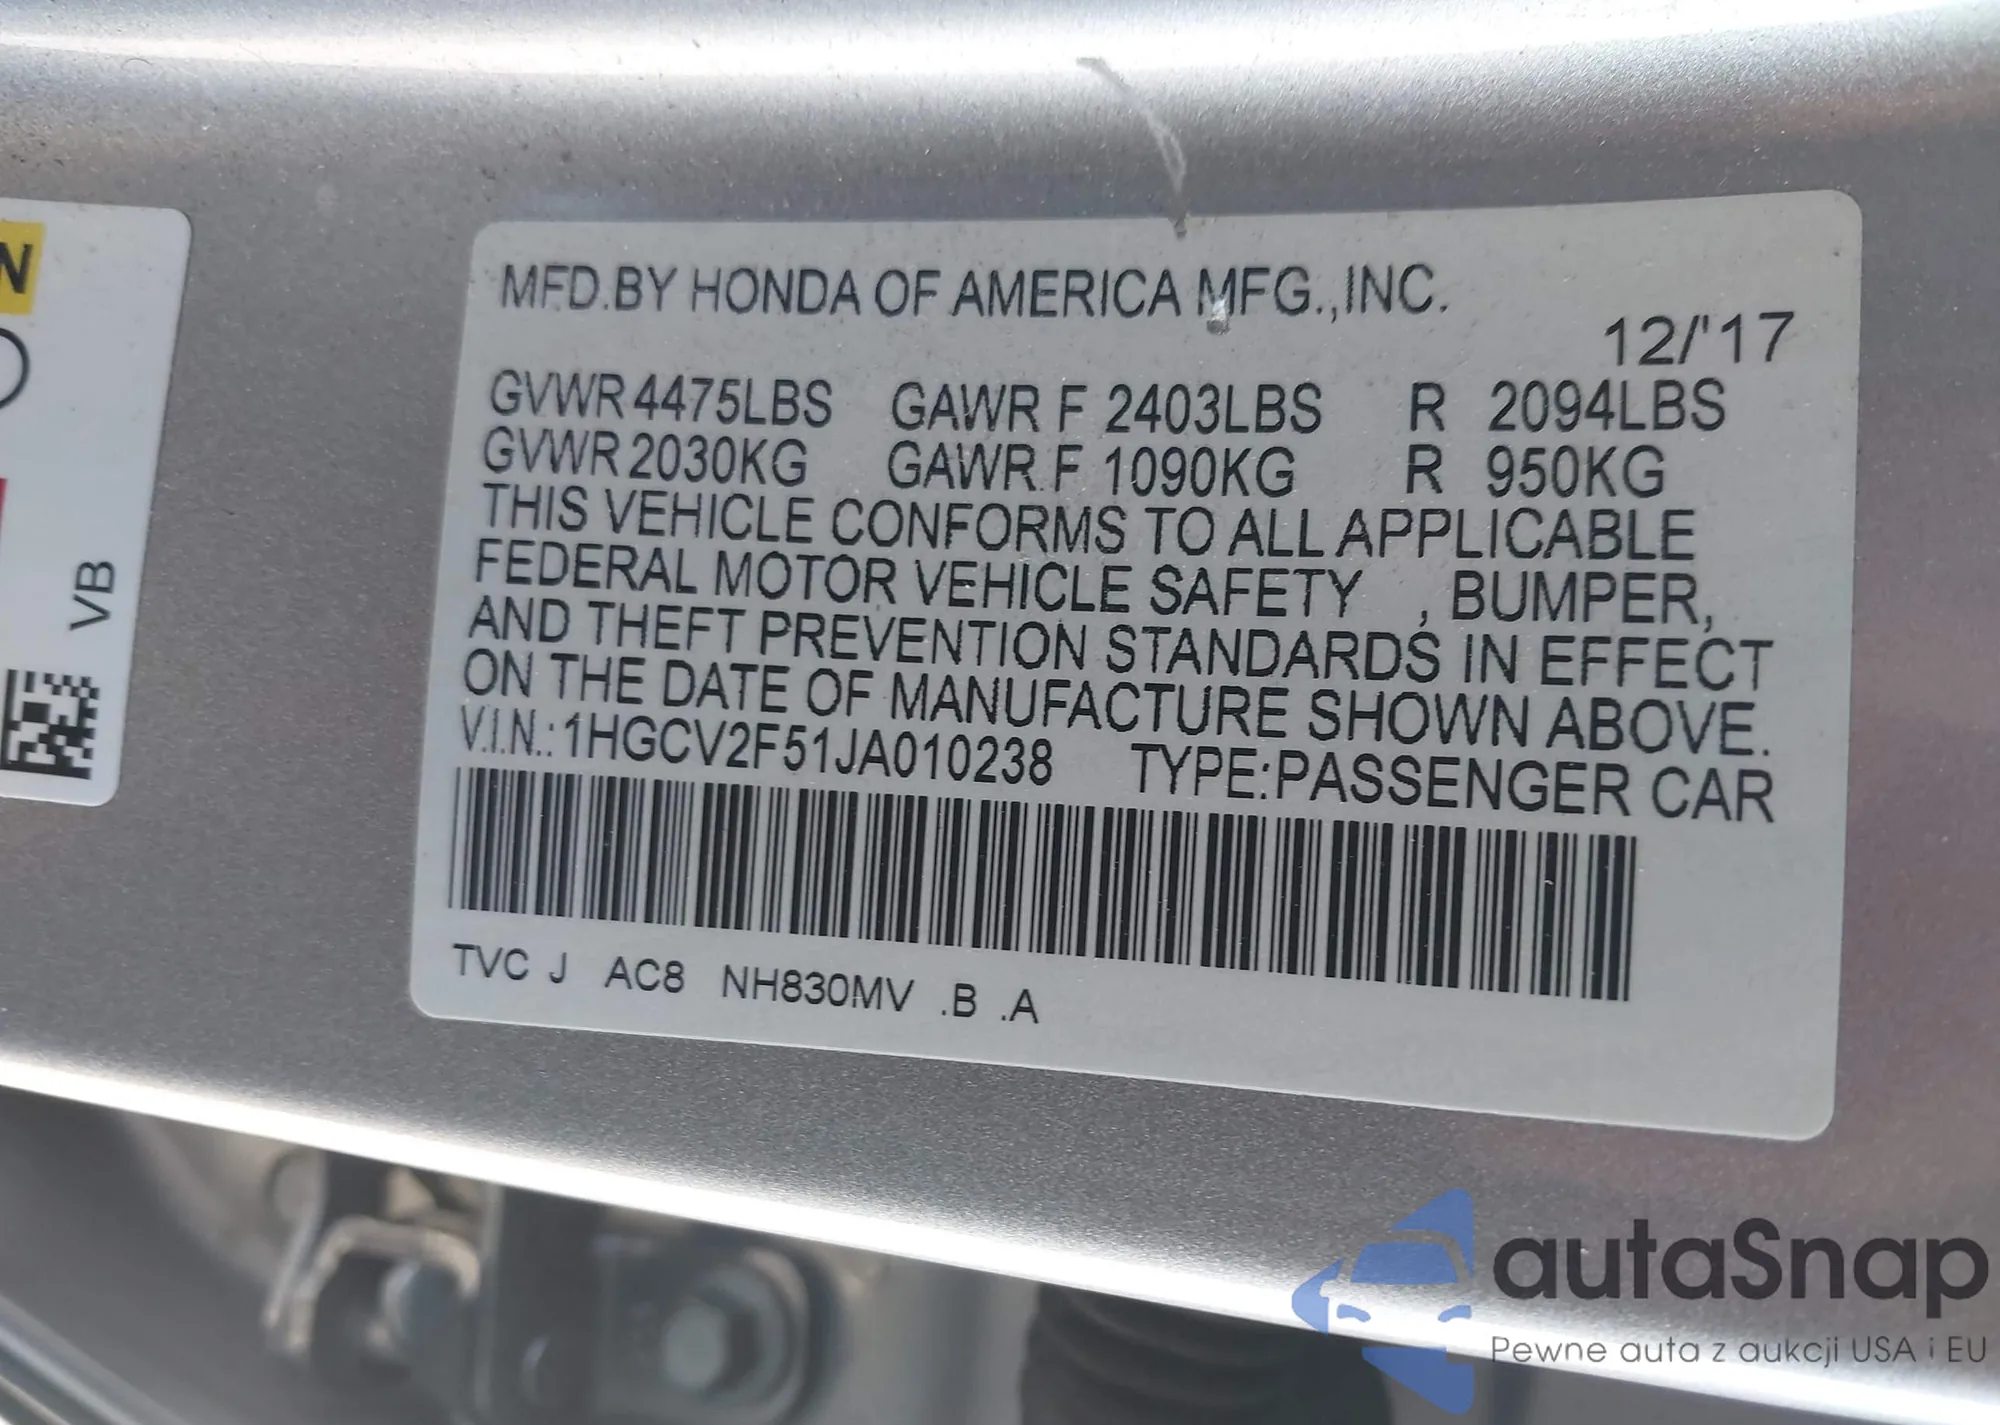 N
VB
MFD.BY HONDA OF AMERICA MFG.,INC.
12/'17
GVWR 4475LBS GAWR F 2403LBS R 2094LBS
GVWR 2030KG GAWR F 1090KG R 950KG
THIS VEHICLE CONFORMS TO ALL APPLICABLE
FEDERAL MOTOR VEHICLE SAFETY , BUMPER,
AND THEFT PREVENTION STANDARDS IN EFFECT
ON THE DATE OF MANUFACTURE SHOWN ABOVE.
V.I.N.: 1HGCV2F51JA010238 TYPE:PASSENGER CAR
TVC J AC8 NH830MV .B .A
autaSnap
Pewne auta z aukcji USA i EU